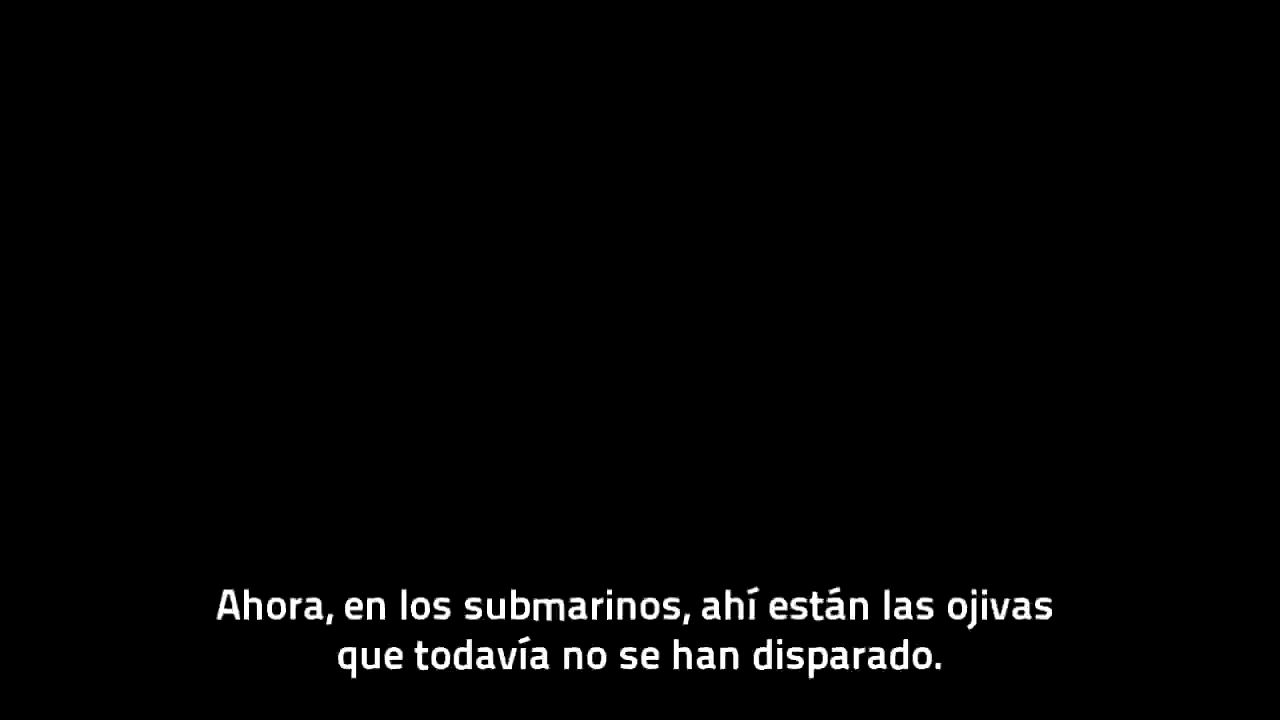 Ahora, en los submarinos, ahí están las ojivas
que todavía no se han disparado.